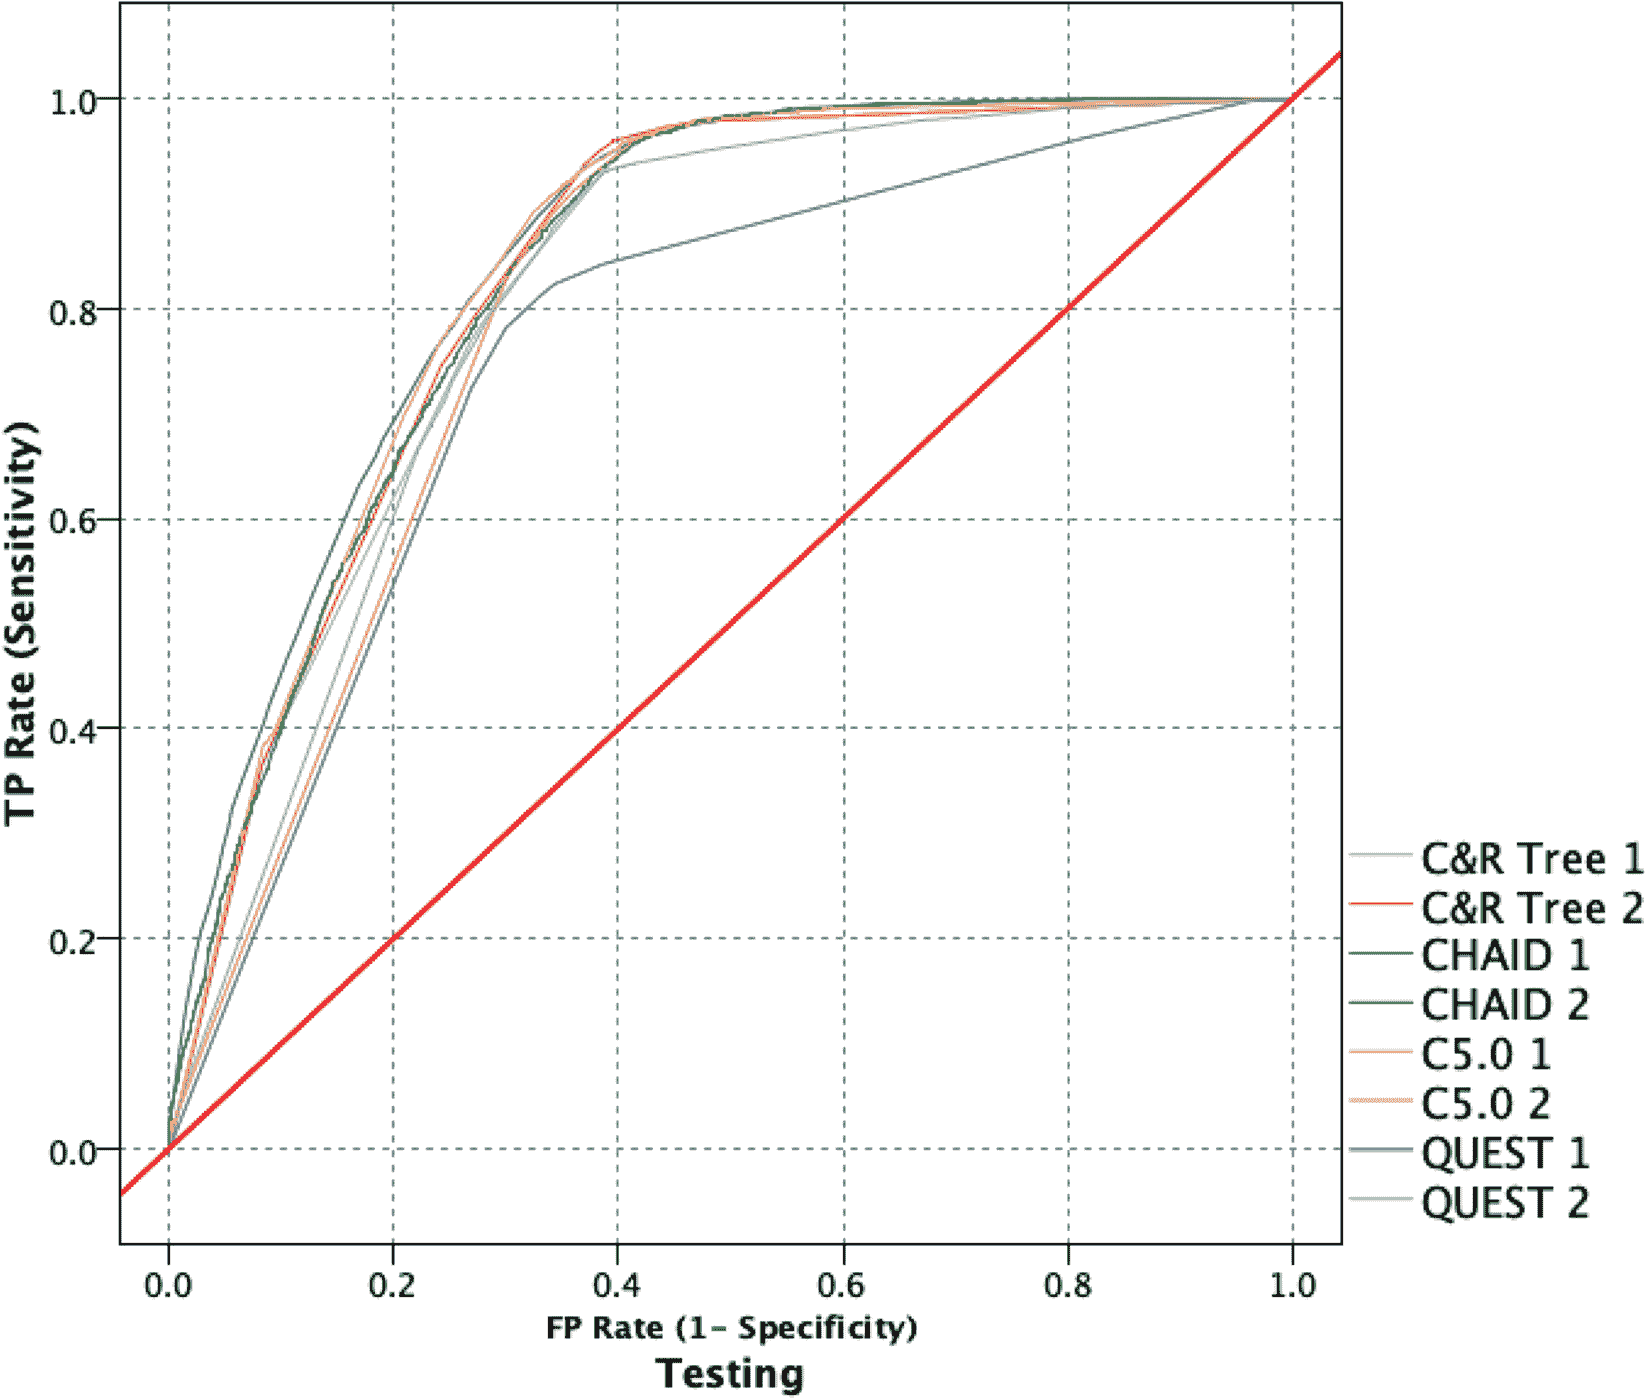 TP Rate (Sensitivity)
1.0
0.8
0.6
0.4
0.2
0.0
0.0 0.2 0.4 0.6 0.8 1.0
FP Rate (1- Specificity)
Testing
C&R Tree 1
C&R Tree 2
CHAID 1
CHAID 2
C5.0 1
C5.0 2
QUEST 1
QUEST 2